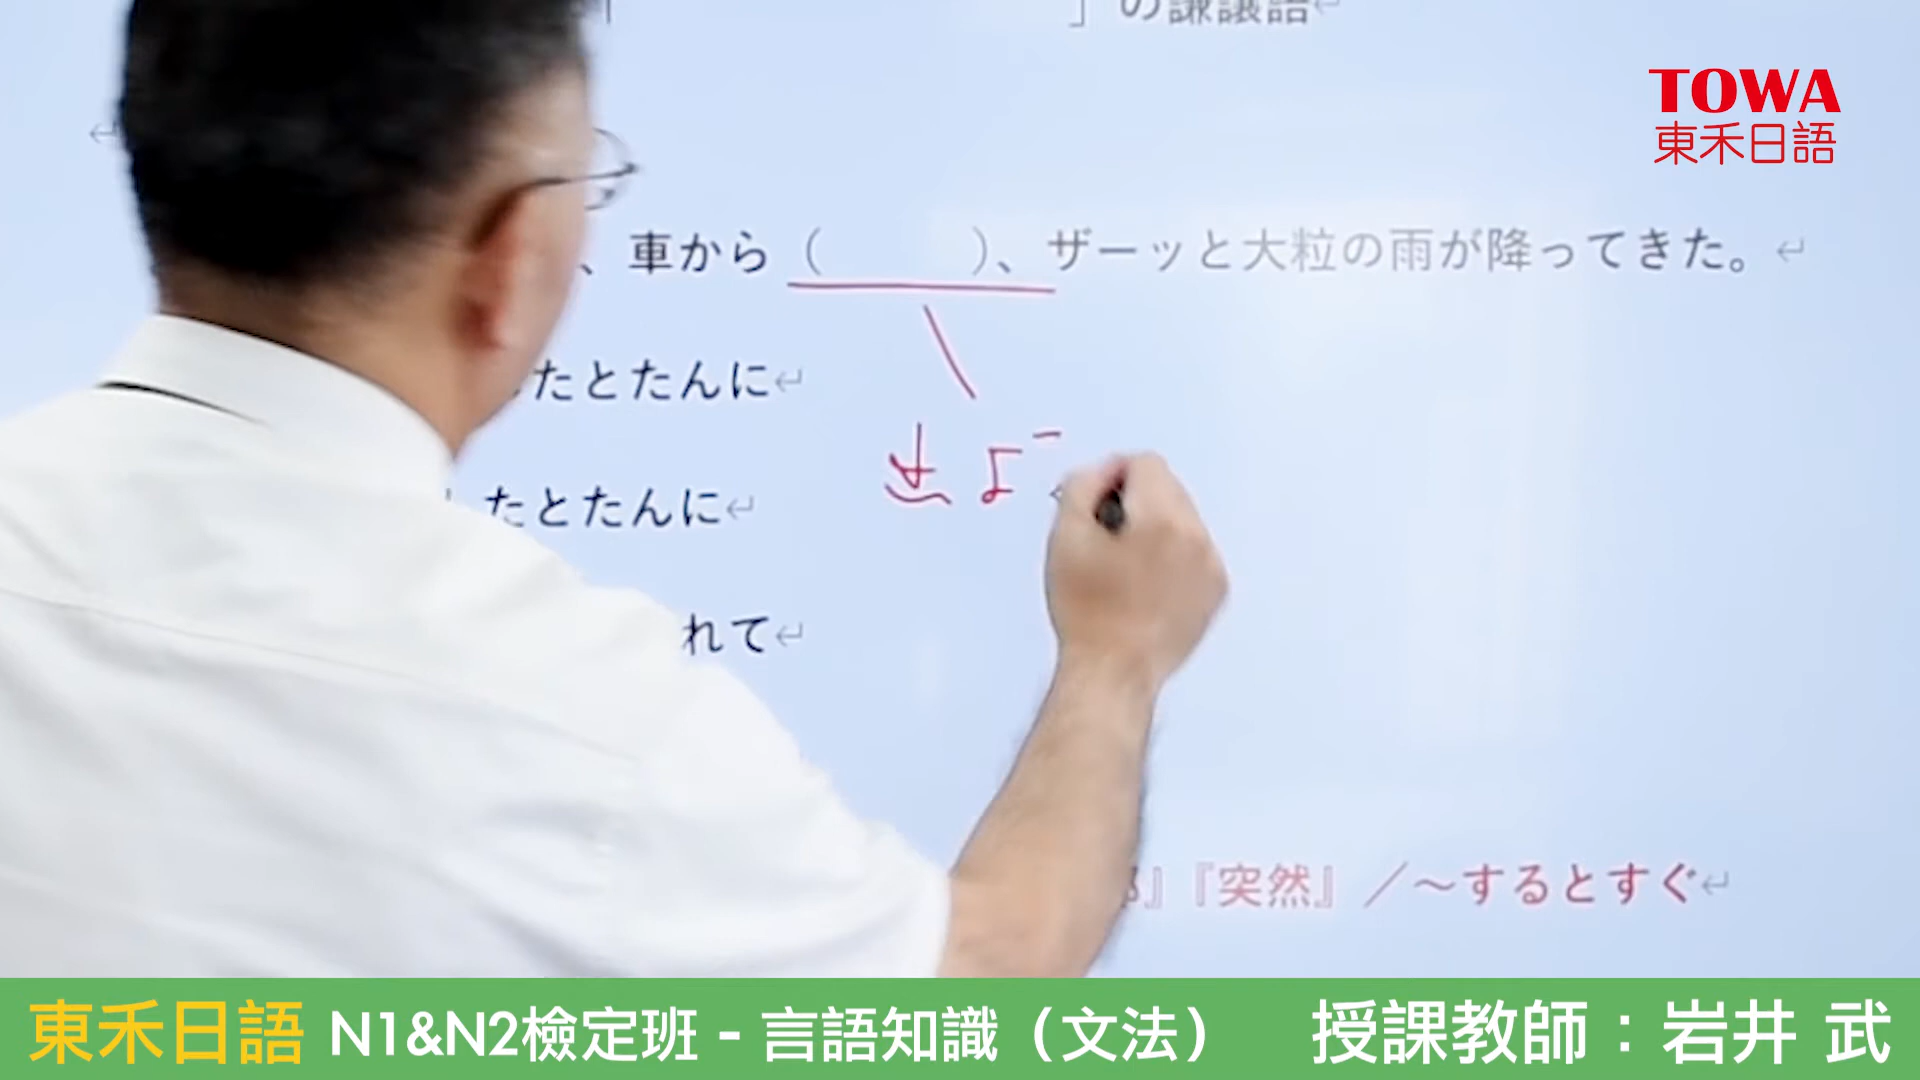 」の謙譲語
TOWA
東禾日語
、車から（　　　）、ザーッと大粒の雨が降ってきた。
たとたんに
たとたんに
れて
』『突然』／～するとすぐ
東禾日語 N1&N2檢定班 - 言語知識（文法） 授課教師：岩井 武